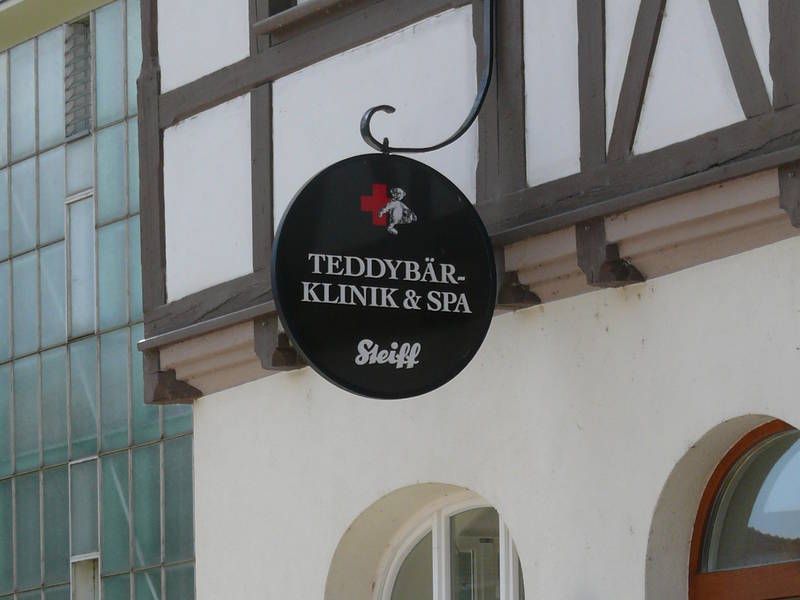 TEDDYBÄR-
KLINIK & SPA
Steiff